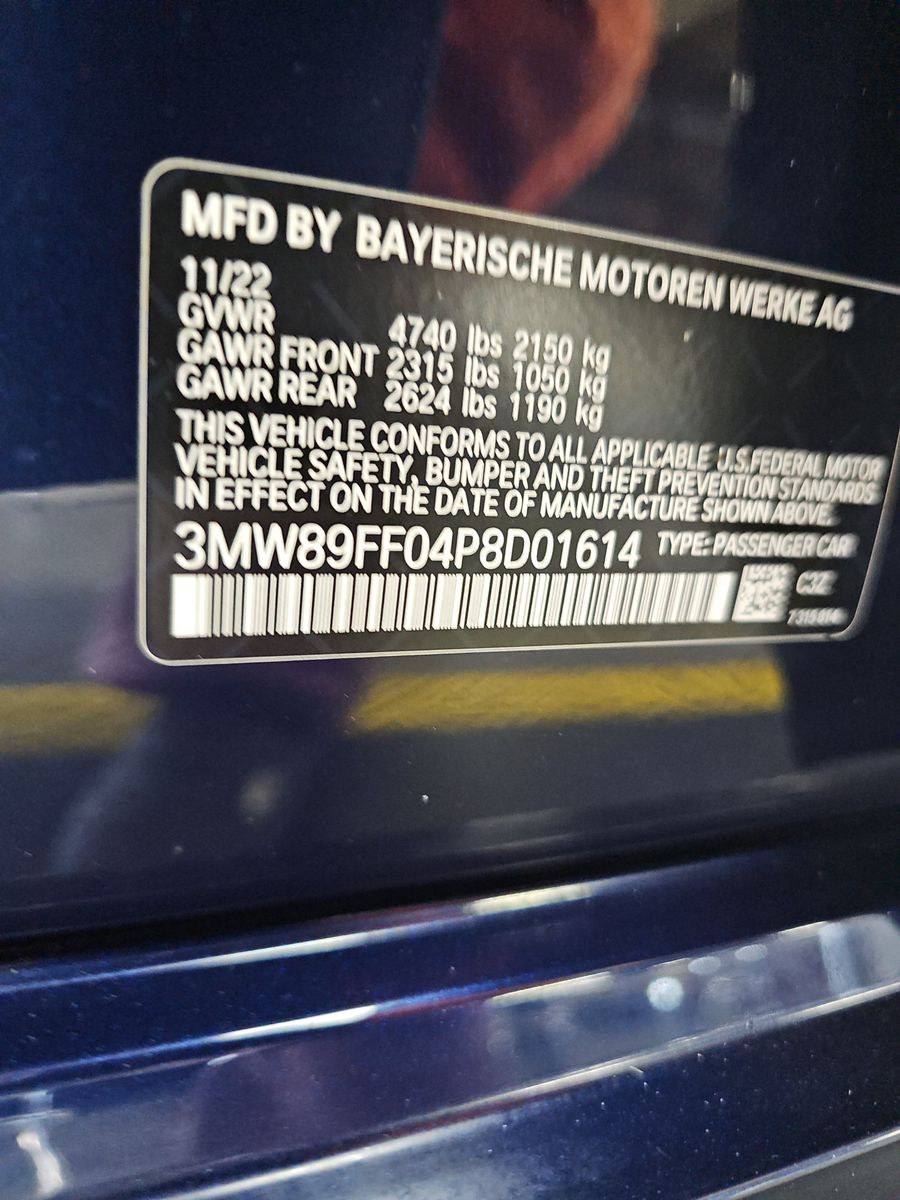 MFD BY BAYERISCHE MOTOREN WERKE AG
11/22
GVWR 4740 lbs 2150 kg
GAWR FRONT 2315 lbs 1050 kg
GAWR REAR 2624 lbs 1190 kg
THIS VEHICLE CONFORMS TO ALL APPLICABLE U.S.FEDERAL MOTOR
VEHICLE SAFETY, BUMPER AND THEFT PREVENTION STANDARDS
IN EFFECT ON THE DATE OF MANUFACTURE SHOWN ABOVE.
3MW89FF04P8D01614 TYPE: PASSENGER CAR
C3Z